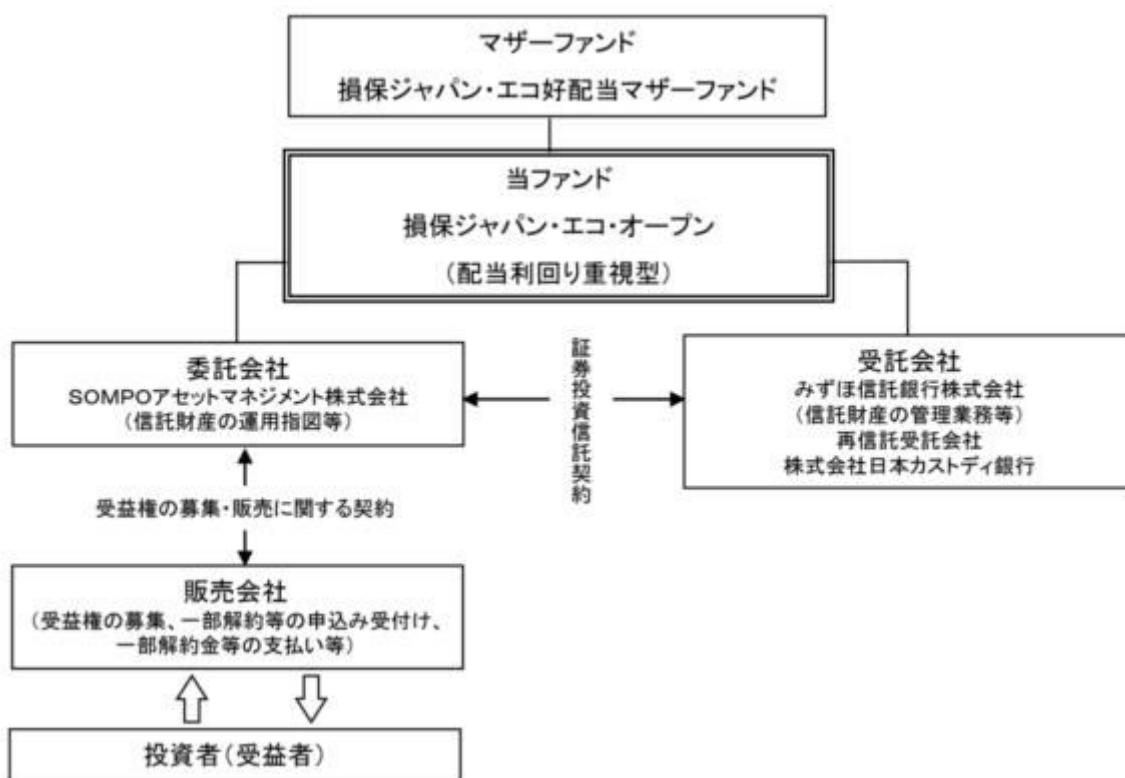 マザーファンド
損保ジャパン・エコ好配当マザーファンド
当ファンド
損保ジャパン・エコ・オープン
（配当利回り重視型）
委託会社
ＳＯＭＰＯアセットマネジメント株式会社
（信託財産の運用指図等）
証券投資信託契約
受託会社
みずほ信託銀行株式会社
（信託財産の管理業務等）
再信託受託会社
株式会社日本カストディ銀行
受益権の募集・販売に関する契約
販売会社
（受益権の募集、一部解約等の申込み受付け、
一部解約金等の支払い等）
投資者（受益者）